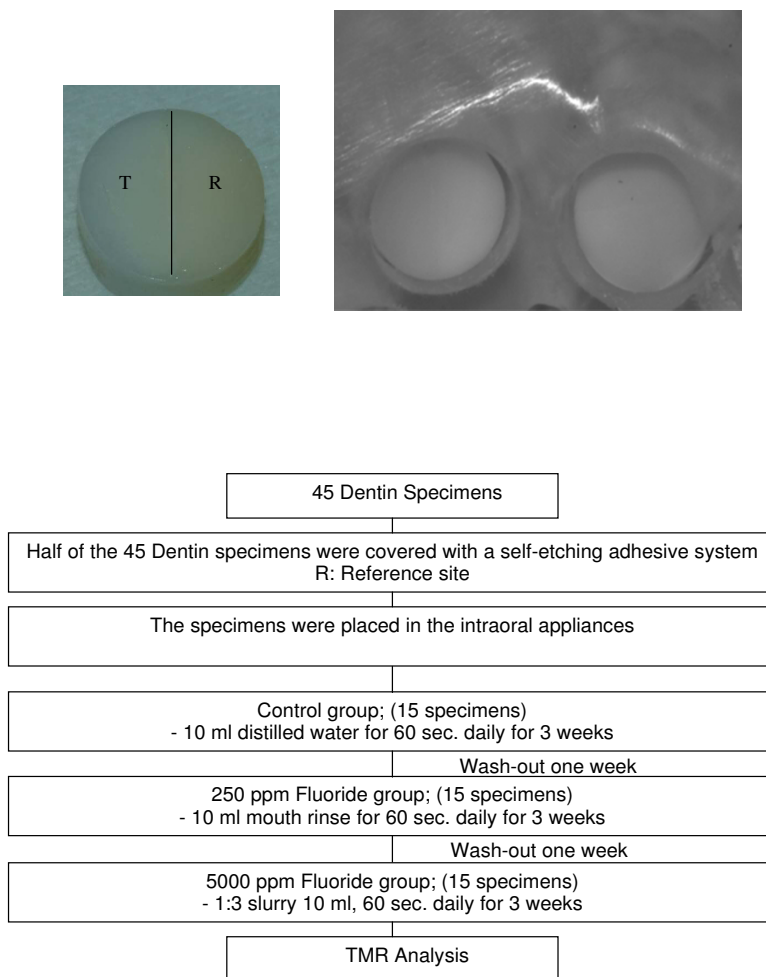 T
R
45 Dentin Specimens
Half of the 45 Dentin specimens were covered with a self-etching adhesive system
R: Reference site
The specimens were placed in the intraoral appliances
Control group; (15 specimens)
- 10 ml distilled water for 60 sec. daily for 3 weeks
Wash-out one week
250 ppm Fluoride group; (15 specimens)
- 10 ml mouth rinse for 60 sec. daily for 3 weeks
Wash-out one week
5000 ppm Fluoride group; (15 specimens)
- 1:3 slurry 10 ml, 60 sec. daily for 3 weeks
TMR Analysis